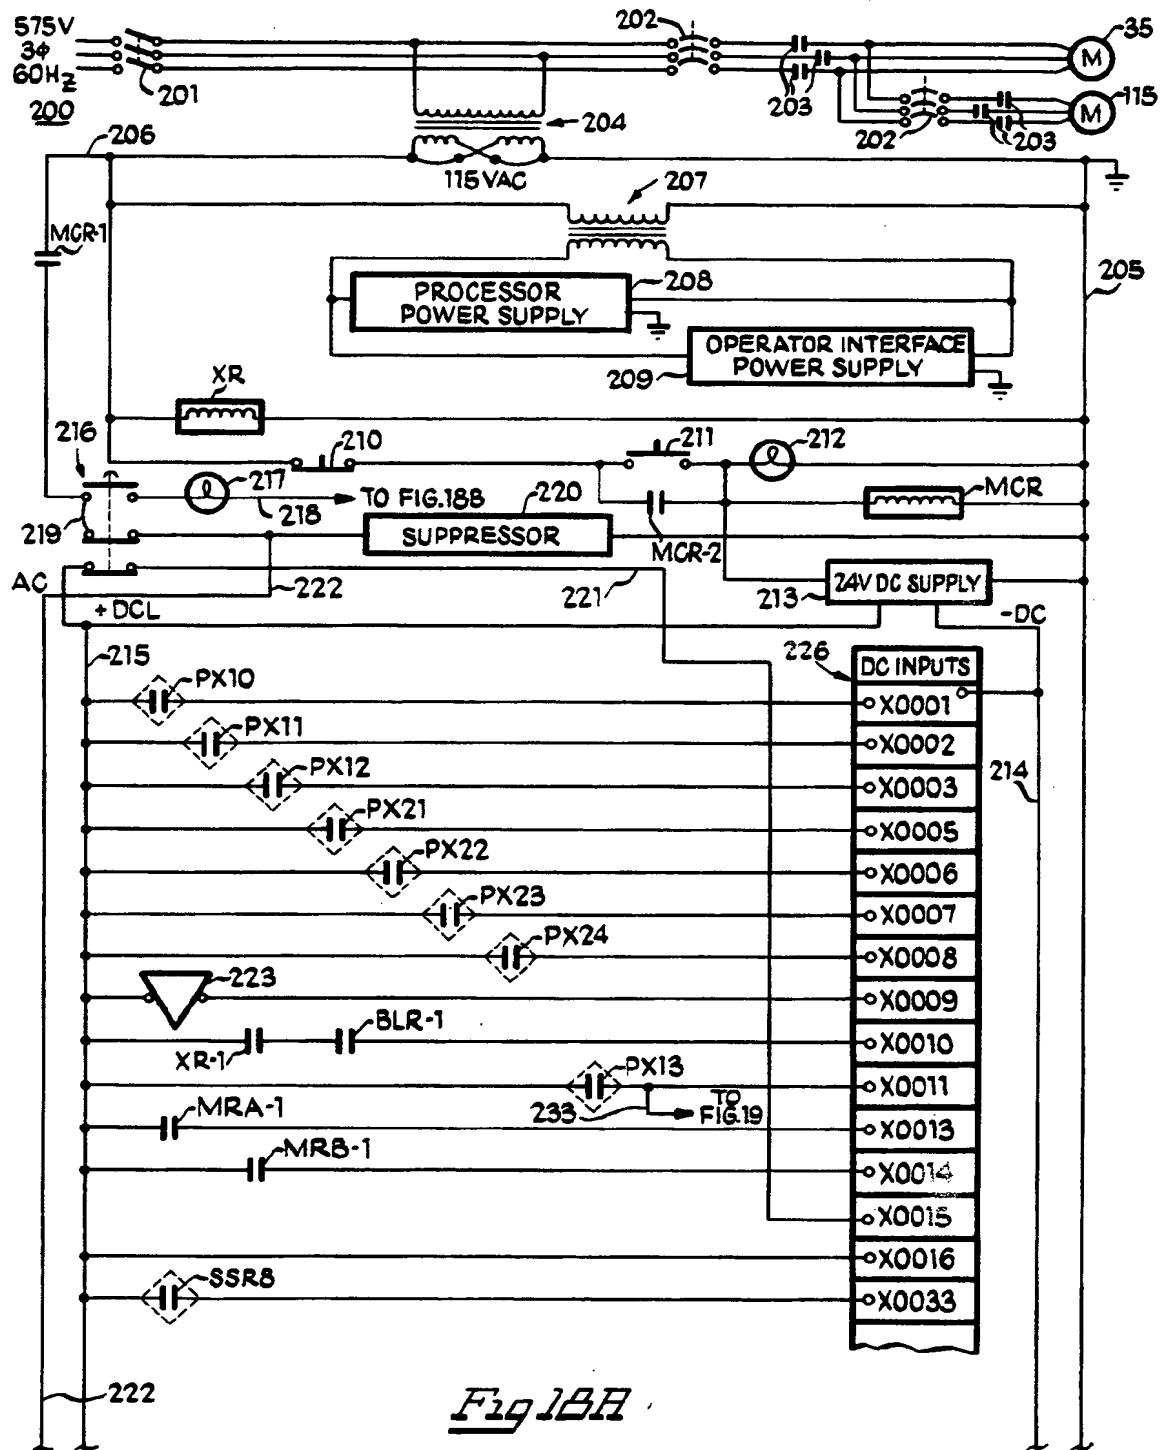 575V
3Φ
60Hz
200
201
202
203
35
115
202
203
204
206
115VAC
207
MCR-1
205
PROCESSOR
POWER SUPPLY
208
OPERATOR INTERFACE
POWER SUPPLY
209
XR
216
210
211
212
217
TO FIG.18B
218
220
MCR
219
SUPPRESSOR
MCR-2
AC
222
221
213
24V DC SUPPLY
+DCL
-DC
215
226
DC INPUTS
PX10
X0001
PX11
X0002
PX12
X0003
214
PX21
X0005
PX22
X0006
PX23
X0007
PX24
X0008
223
X0009
BLR-1
XR-1
X0010
PX13
X0011
233
TO
FIG.19
MRA-1
X0013
MRB-1
X0014
X0015
X0016
SSR8
X0033
222
Fig 18A
M
M